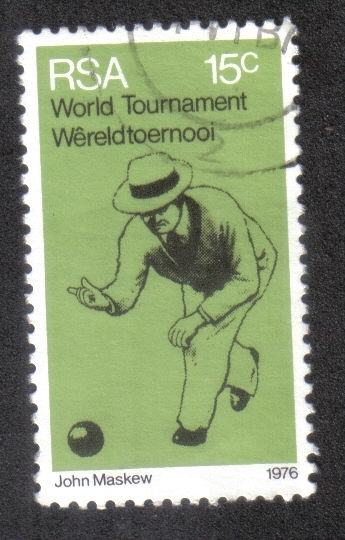 RSA 15c
World Tournament
Wêreldtoernooi
John Maskew 1976